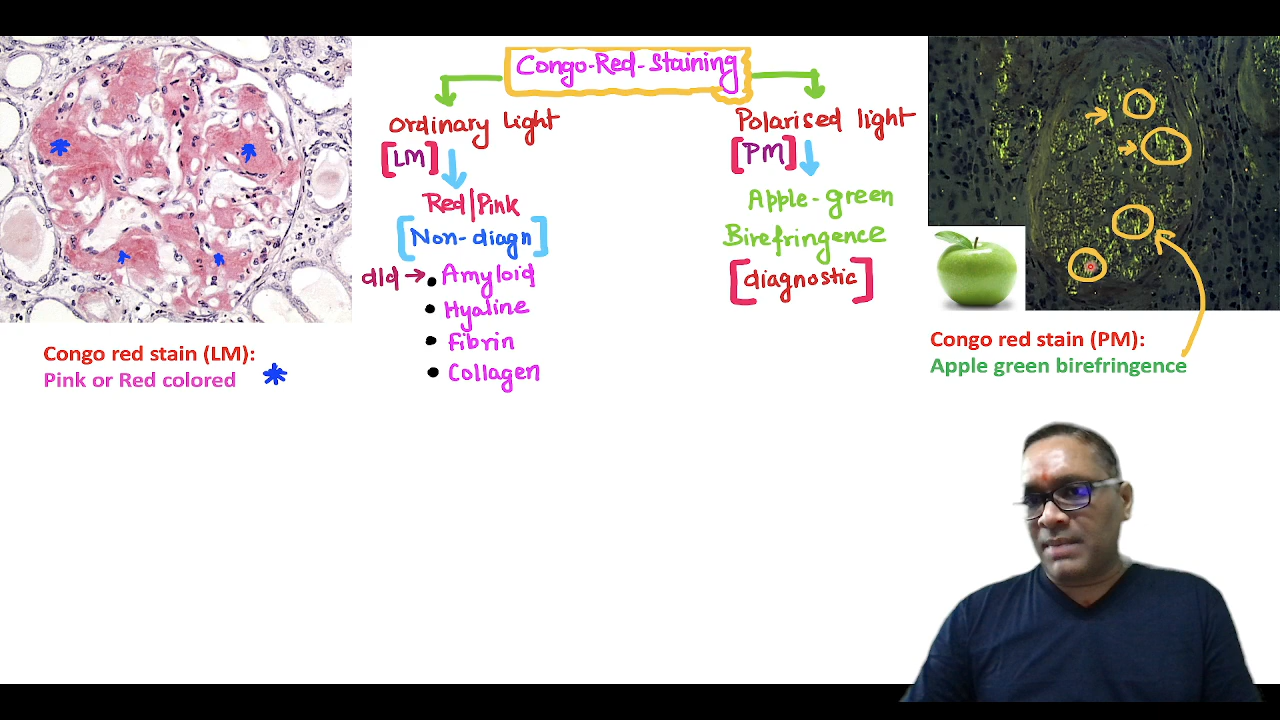 Congo-Red-Staining
Ordinary Light
[LM]
Red/Pink
[Non-diagn]
d/d → • Amyloid
• Hyaline
• Fibrin
• Collagen
Polarised light
[PM]
Apple-green
Birefringence
[diagnostic]
Congo red stain (LM):
Pink or Red colored
Congo red stain (PM):
Apple green birefringence